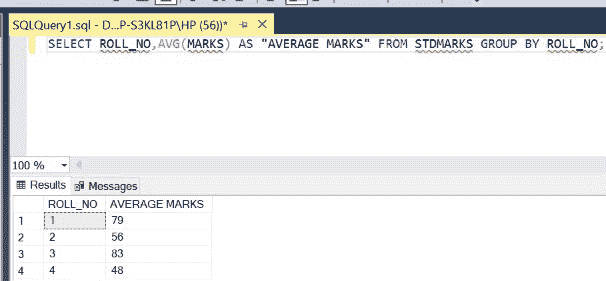 SQLQuery1.sql - D...P-S3KL81P\HP (56))*
SELECT ROLL_NO,AVG(MARKS) AS "AVERAGE MARKS" FROM STDMARKS GROUP BY ROLL_NO;
100 %
Results Messages
ROLL_NO AVERAGE MARKS
1 1 79
2 2 56
3 3 83
4 4 48